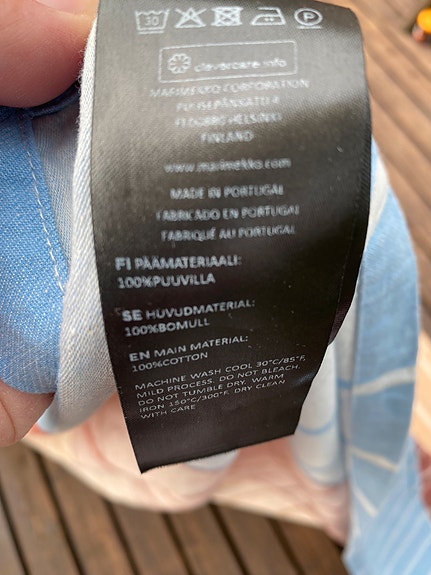 30
P
clevercare.info
MARIMEKKO CORPORATION
PUUSEPÄNKATU 4
FI-00880 HELSINKI
FINLAND
www.marimekko.com
MADE IN PORTUGAL
FABRICADO EN PORTUGAL
FABRIQUÉ AU PORTUGAL
FI PÄÄMATERIAALI:
100%PUUVILLA
SE HUVUDMATERIAL:
100%BOMULL
EN MAIN MATERIAL:
100%COTTON
MACHINE WASH COOL 30°C/85°F.
MILD PROCESS. DO NOT BLEACH.
DO NOT TUMBLE DRY. WARM
IRON 150°C/300°F. DRY CLEAN
WITH CARE